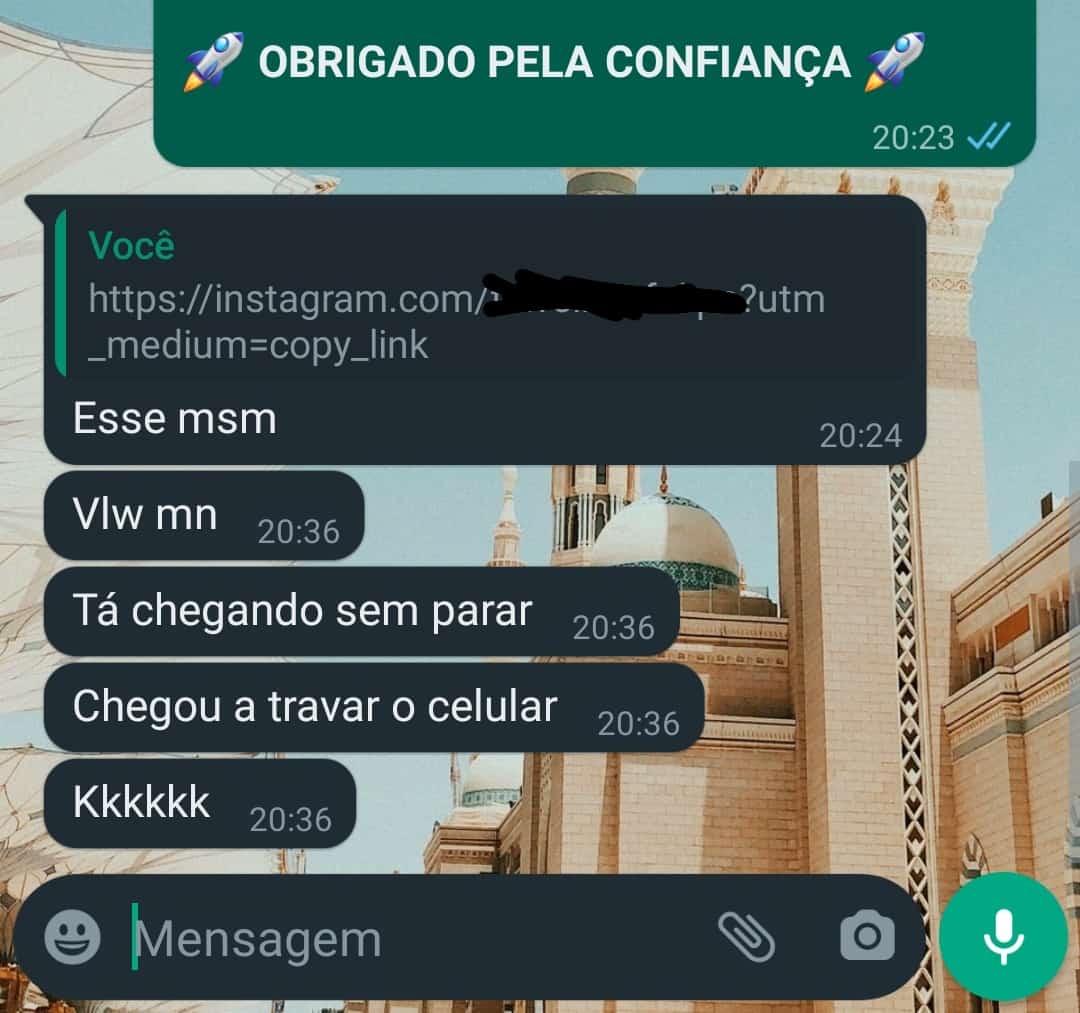 🚀 OBRIGADO PELA CONFIANÇA 🚀
20:23
Você
https://instagram.com/ ?utm
_medium=copy_link
Esse msm
20:24
Vlw mn 20:36
Tá chegando sem parar 20:36
Chegou a travar o celular 20:36
Kkkkkk 20:36
Mensagem